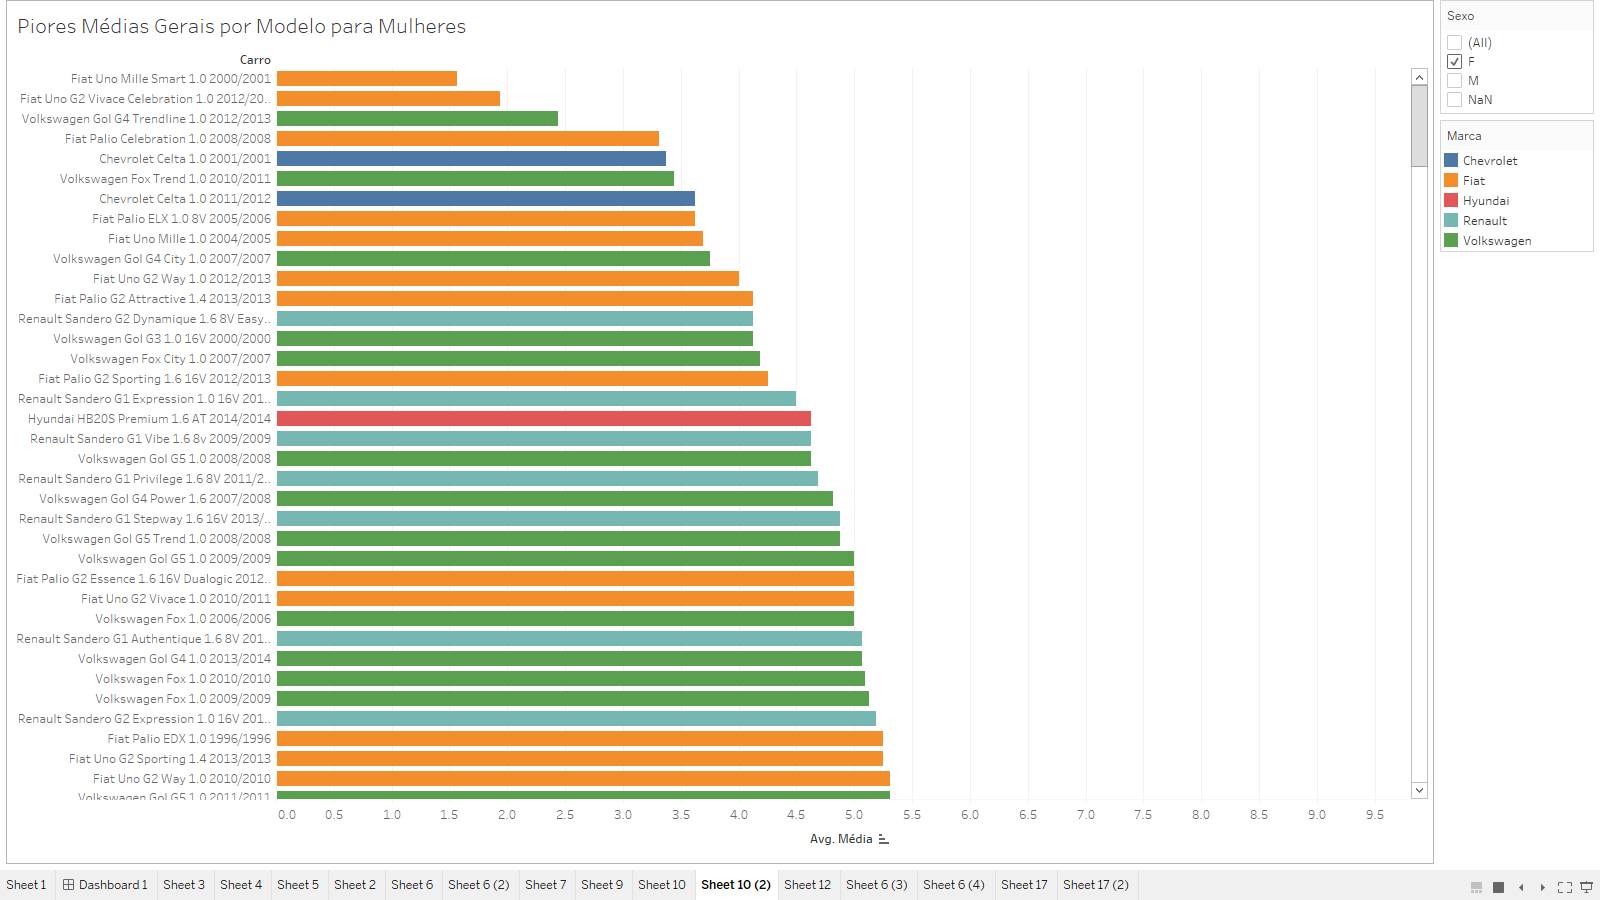 Piores Médias Gerais por Modelo para Mulheres
Carro
Fiat Uno Mille Smart 1.0 2000/2001
Fiat Uno G2 Vivace Celebration 1.0 2012/20..
Volkswagen Gol G4 Trendline 1.0 2012/2013
Fiat Palio Celebration 1.0 2008/2008
Chevrolet Celta 1.0 2001/2001
Volkswagen Fox Trend 1.0 2010/2011
Chevrolet Celta 1.0 2011/2012
Fiat Palio ELX 1.0 8V 2005/2006
Fiat Uno Mille 1.0 2004/2005
Volkswagen Gol G4 City 1.0 2007/2007
Fiat Uno G2 Way 1.0 2012/2013
Fiat Palio G2 Attractive 1.4 2013/2013
Renault Sandero G2 Dynamique 1.6 8V Easy..
Volkswagen Gol G3 1.0 16V 2000/2000
Volkswagen Fox City 1.0 2007/2007
Fiat Palio G2 Sporting 1.6 16V 2012/2013
Renault Sandero G1 Expression 1.0 16V 201..
Hyundai HB20S Premium 1.6 AT 2014/2014
Renault Sandero G1 Vibe 1.6 8v 2009/2009
Volkswagen Gol G5 1.0 2008/2008
Renault Sandero G1 Privilege 1.6 8V 2011/2..
Volkswagen Gol G4 Power 1.6 2007/2008
Renault Sandero G1 Stepway 1.6 16V 2013/..
Volkswagen Gol G5 Trend 1.0 2008/2008
Volkswagen Gol G5 1.0 2009/2009
Fiat Palio G2 Essence 1.6 16V Dualogic 2012..
Fiat Uno G2 Vivace 1.0 2010/2011
Volkswagen Fox 1.0 2006/2006
Renault Sandero G1 Authentique 1.6 8V 201..
Volkswagen Gol G4 1.0 2013/2014
Volkswagen Fox 1.0 2010/2010
Volkswagen Fox 1.0 2009/2009
Renault Sandero G2 Expression 1.0 16V 201..
Fiat Palio EDX 1.0 1996/1996
Fiat Uno G2 Sporting 1.4 2013/2013
Fiat Uno G2 Way 1.0 2010/2010
Volkswagen Gol G5 1.0 2011/2011
0.0 0.5 1.0 1.5 2.0 2.5 3.0 3.5 4.0 4.5 5.0 5.5 6.0 6.5 7.0 7.5 8.0 8.5 9.0 9.5
Avg. Média
Sexo
(All)
F
M
NaN
Marca
Chevrolet
Fiat
Hyundai
Renault
Volkswagen
Sheet 1 Dashboard 1 Sheet 3 Sheet 4 Sheet 5 Sheet 2 Sheet 6 Sheet 6 (2) Sheet 7 Sheet 9 Sheet 10 Sheet 10 (2) Sheet 12 Sheet 6 (3) Sheet 6 (4) Sheet 17 Sheet 17 (2)